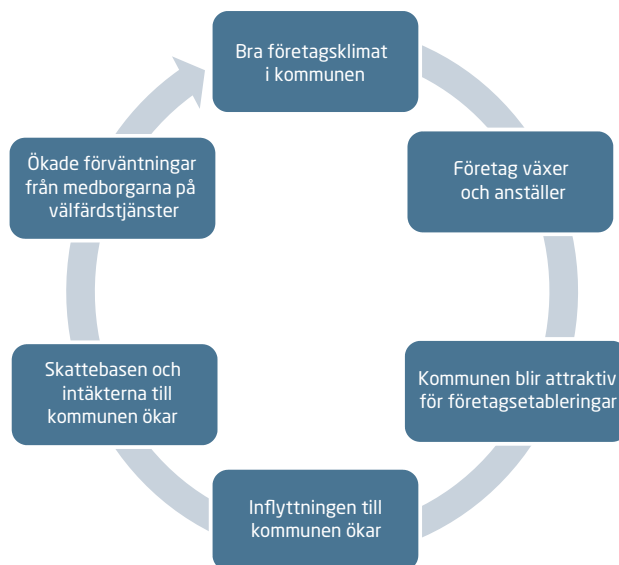 Bra företagsklimat
i kommunen
Företag växer
och anställer
Kommunen blir attraktiv
för företagsetableringar
Inflyttningen till
kommunen ökar
Skattebasen och
intäkterna till
kommunen ökar
Ökade förväntningar
från medborgarna på
välfärdstjänster